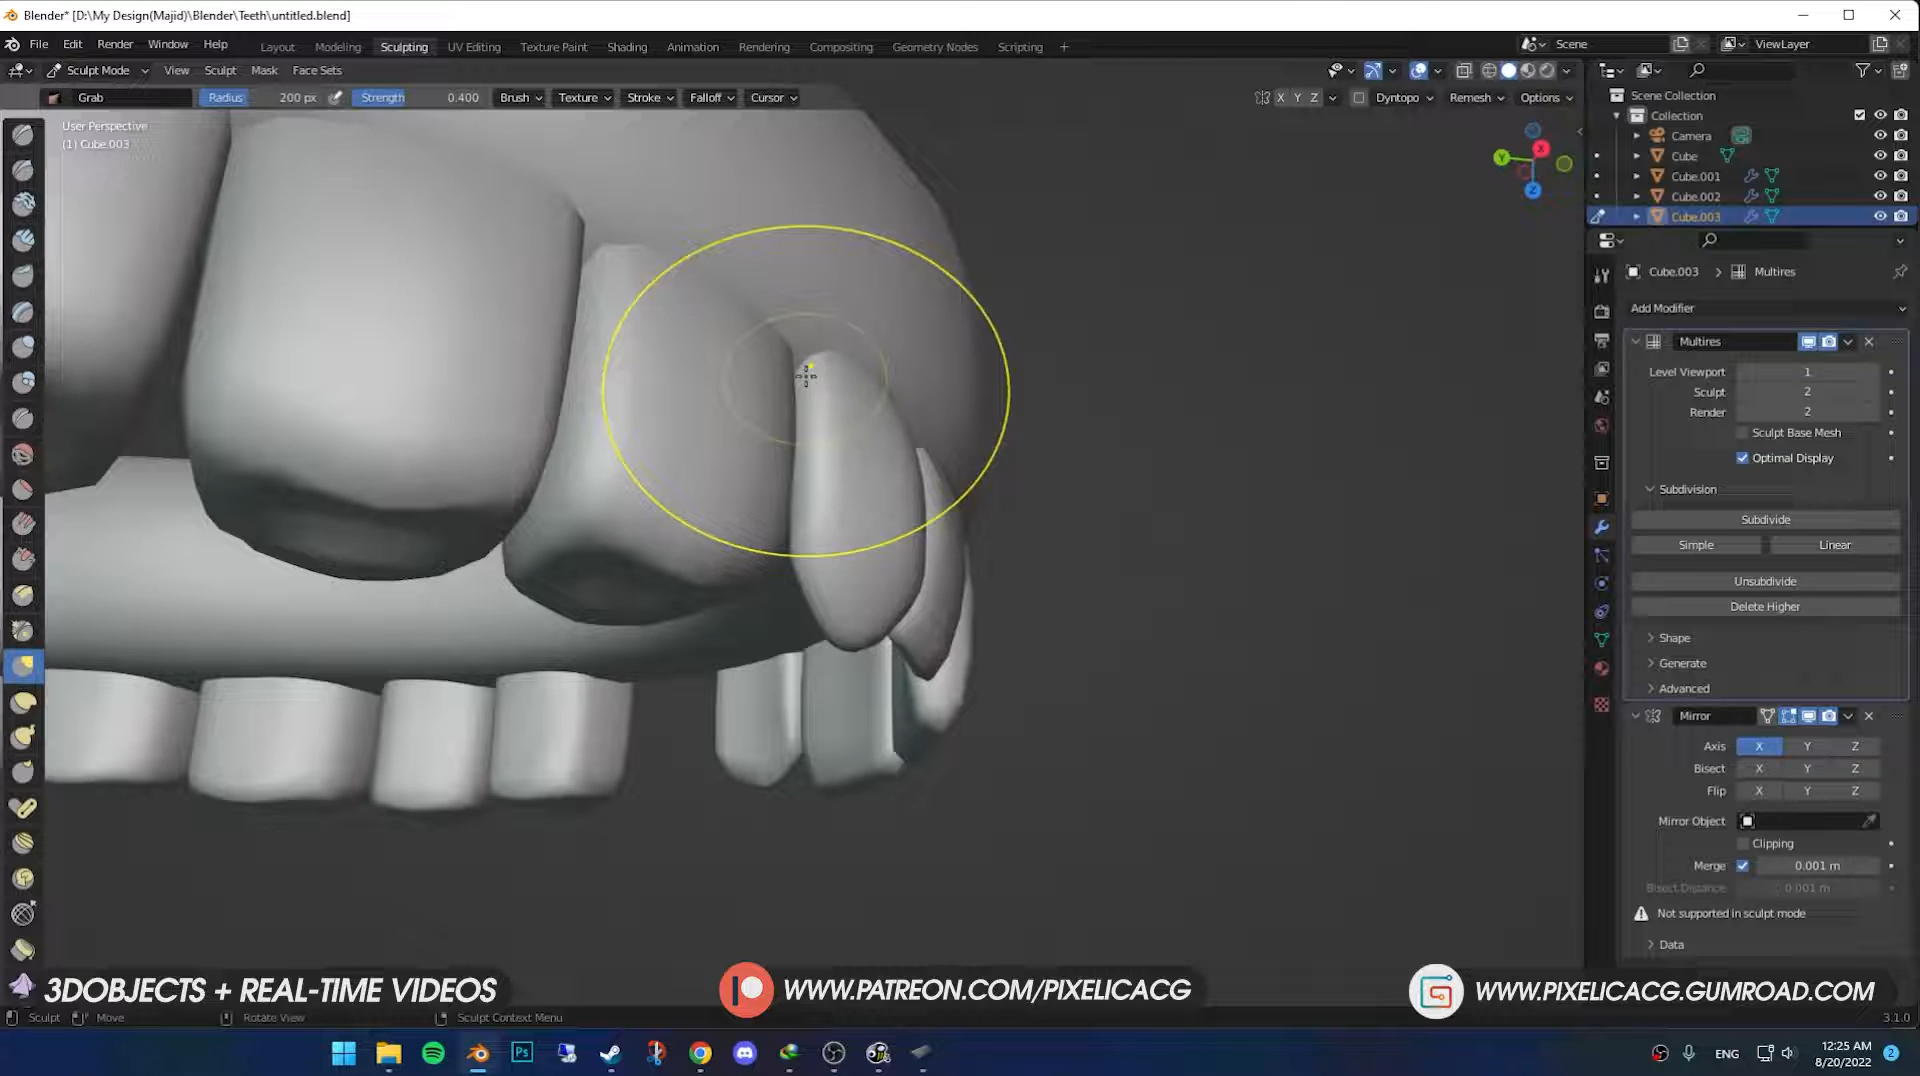 Blender* [D:\My Design(Majid)\Blender\Teeth\untitled.blend]
File Edit Render Window Help Layout Modeling Sculpting UV Editing Texture Paint Shading Animation Rendering Compositing Geometry Nodes Scripting + Scene ViewLayer
Sculpt Mode View Sculpt Mask Face Sets
Grab Radius 200 px Strength 0.400 Brush Texture Stroke Falloff Cursor X Y Z Dyntopo Remesh Options
User Perspective
(1) Cube.003
X
Y
Z
Scene Collection
Collection
Camera
Cube
Cube.001
Cube.002
Cube.003
Cube.003 > Multires
Add Modifier
Multires
Level Viewport 1
Sculpt 2
Render 2
Sculpt Base Mesh
Optimal Display
Subdivision
Subdivide
Simple Linear
Unsubdivide
Delete Higher
Shape
Generate
Advanced
Mirror
Axis X Y Z
Bisect X Y Z
Flip X Y Z
Mirror Object
Clipping
Merge 0.001 m
Bisect Distance 0.001 m
Not supported in sculpt mode
Data
3DOBJECTS + REAL-TIME VIDEOS
WWW.PATREON.COM/PIXELICACG
WWW.PIXELICACG.GUMROAD.COM
Sculpt Move Rotate View Sculpt Context Menu 3.1.0
Ps
ENG
12:25 AM
8/20/2022
2